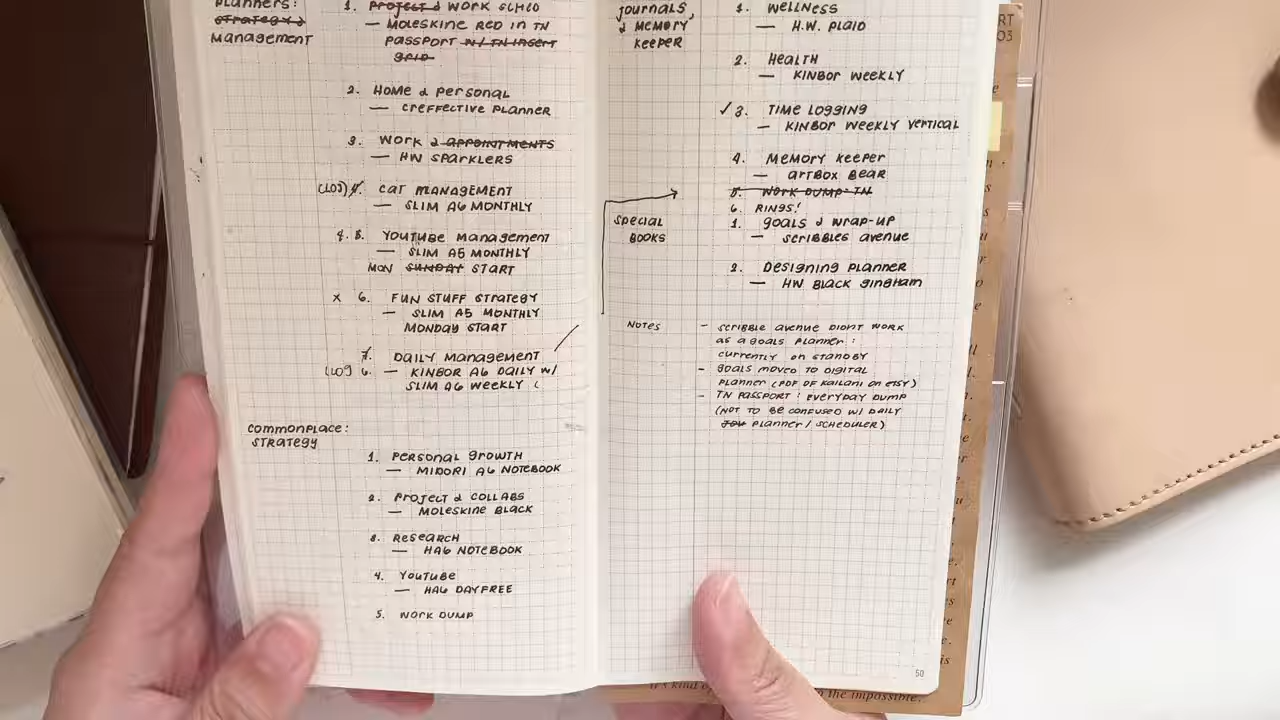 PLANNERS:
STRATEGY &
MANAGEMENT
1. PROJECT & WORK SCHED
— MOLESKINE RED IN TN
PASSPORT W/ TN INSERT
GRID
2. HOME & PERSONAL
— CREFFECTIVE PLANNER
3. WORK & APPOINTMENTS
— HW SPARKLERS
(LOG) 4. CAT MANAGEMENT
— SLIM A6 MONTHLY
4. 5. YOUTUBE MANAGEMENT
— SLIM A5 MONTHLY
MON SUNDAY START
x 6. FUN STUFF STRATEGY
— SLIM A5 MONTHLY
MONDAY START
7. DAILY MANAGEMENT
(LOG 6. — KINBOR A6 DAILY W/
SLIM A6 WEEKLY (
COMMONPLACE:
STRATEGY
1. PERSONAL GROWTH
— MIDORI A6 NOTEBOOK
2. PROJECT & COLLABS
— MOLESKINE BLACK
3. RESEARCH
— HA6 NOTEBOOK
4. YOUTUBE
— HA6 DAYFREE
5. WORK DUMP
JOURNALS,
& MEMORY
KEEPER
1. WELLNESS
— H.W. PLAID
2. HEALTH
— KINBOR WEEKLY
✓ 3. TIME LOGGING
— KINBOR WEEKLY VERTICAL
4. MEMORY KEEPER
— ARTBOX BEAR
5. WORK DUMP: TN
6. RINGS!
SPECIAL
BOOKS
1. GOALS & WRAP-UP
— SCRIBBLES AVENUE
2. DESIGNING PLANNER
— HW BLACK GINGHAM
NOTES
– SCRIBBLE AVENUE DIDNT WORK
AS A GOALS PLANNER:
CURRENTLY ON STANDBY
– GOALS MOVED TO DIGITAL
PLANNER (PDF OF KAILANI ON ETSY)
– TN PASSPORT: EVERYDAY DUMP
(NOT TO BE CONFUSED W/ DAILY
JOU PLANNER/SCHEDULER)
50
RT
03
the impossible.